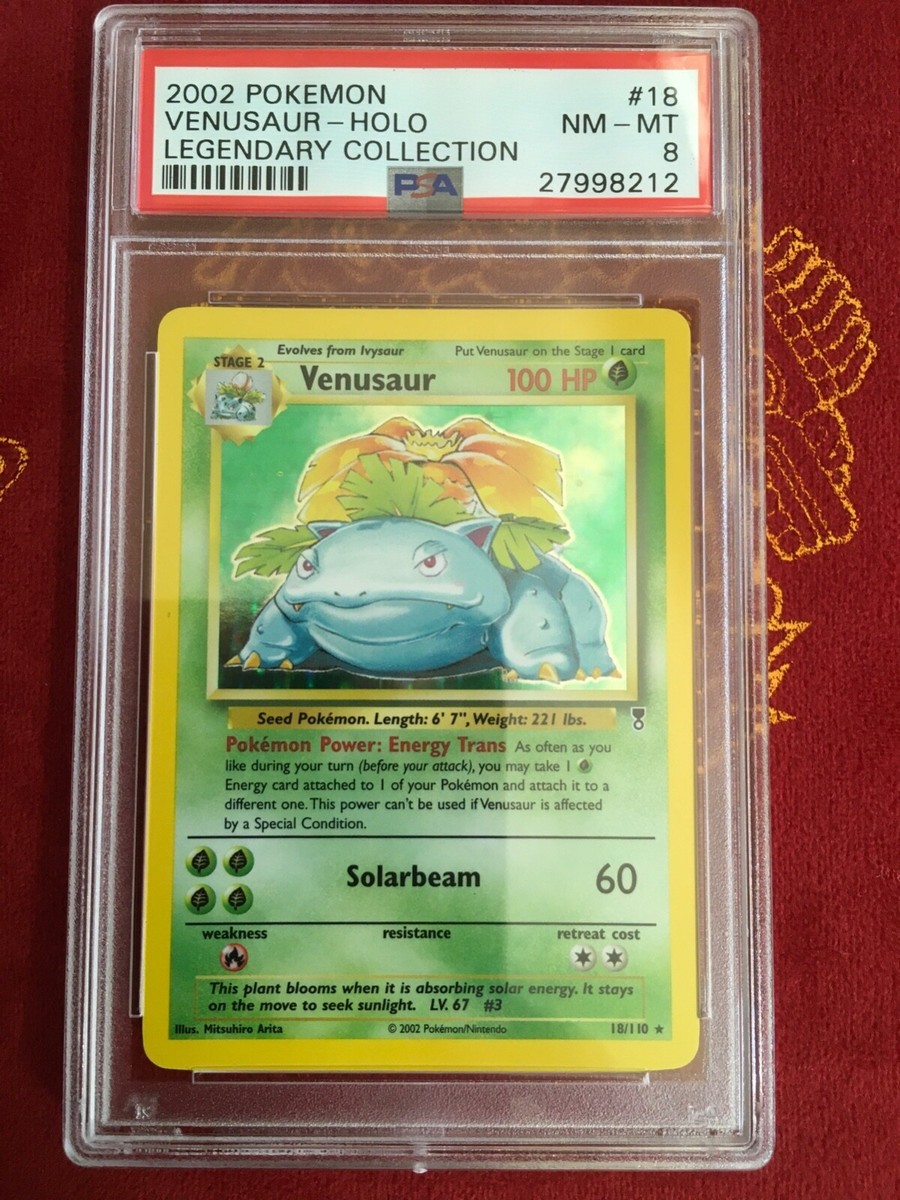 2002 POKEMON #18
VENUSAUR - HOLO NM - MT
LEGENDARY COLLECTION 8
PSA 27998212
STAGE 2 Evolves from Ivysaur Put Venusaur on the Stage 1 card
Venusaur 100 HP
Seed Pokémon. Length: 6' 7", Weight: 221 lbs.
Pokémon Power: Energy Trans As often as you
like during your turn (before your attack), you may take 1
Energy card attached to 1 of your Pokémon and attach it to a
different one. This power can't be used if Venusaur is affected
by a Special Condition.
Solarbeam 60
weakness resistance retreat cost
This plant blooms when it is absorbing solar energy. It stays
on the move to seek sunlight. LV. 67 #3
Illus. Mitsuhiro Arita © 2002 Pokémon/Nintendo 18/110 ★